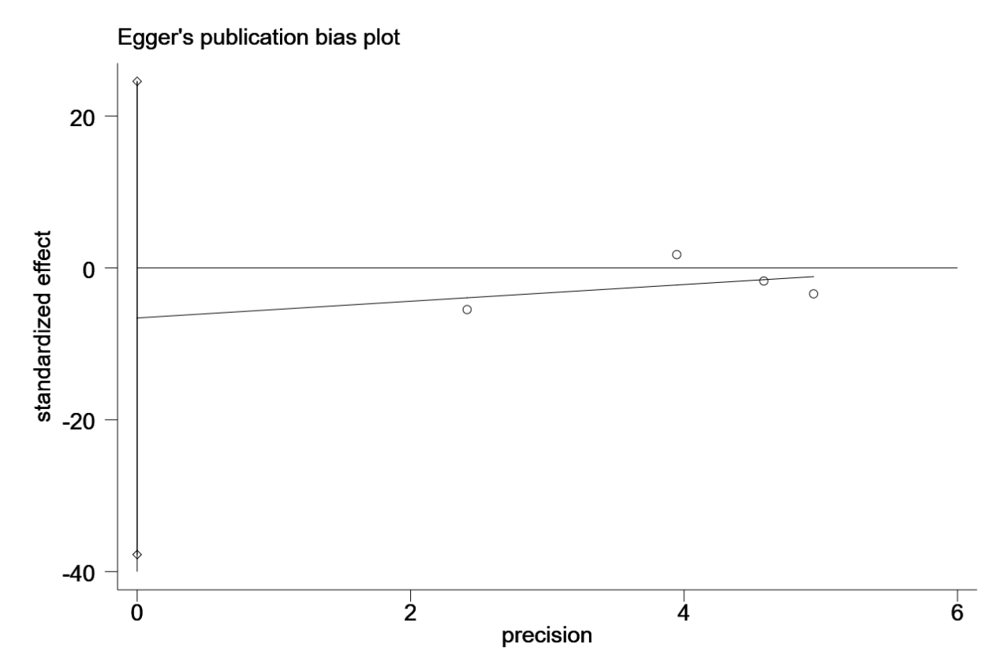 Egger's publication bias plot
20
0
-20
-40
standardized effect
0 2 4 6
precision